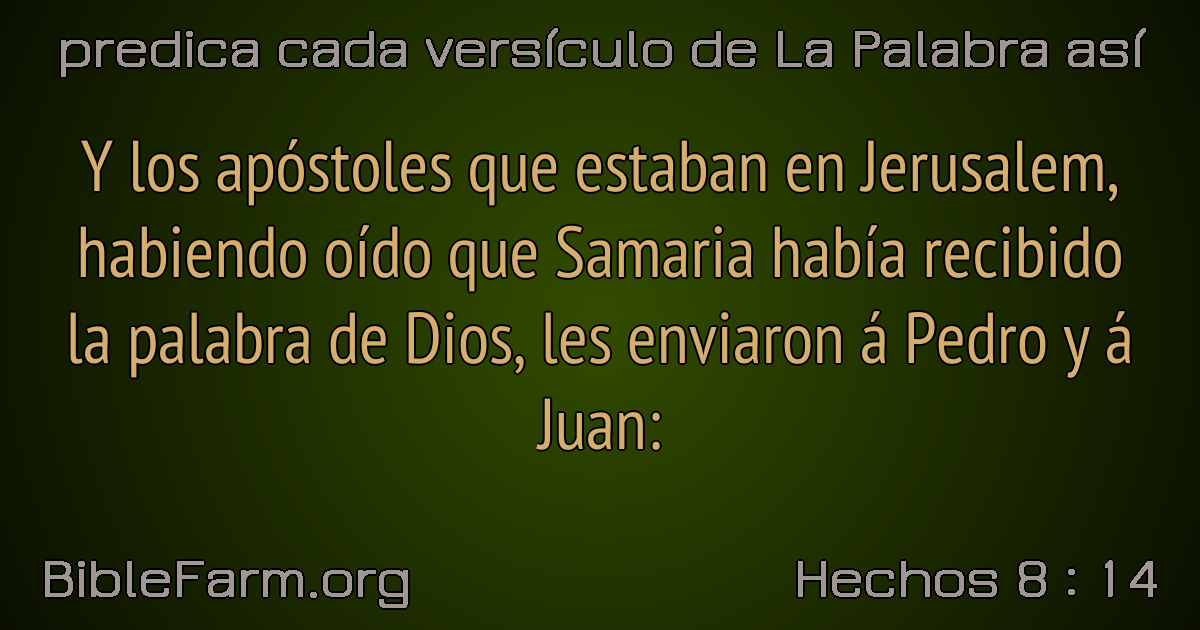 predica cada versículo de La Palabra así
Y los apóstoles que estaban en Jerusalem,
habiendo oído que Samaria había recibido
la palabra de Dios, les enviaron á Pedro y á
Juan:
BibleFarm.org
Hechos 8 : 14